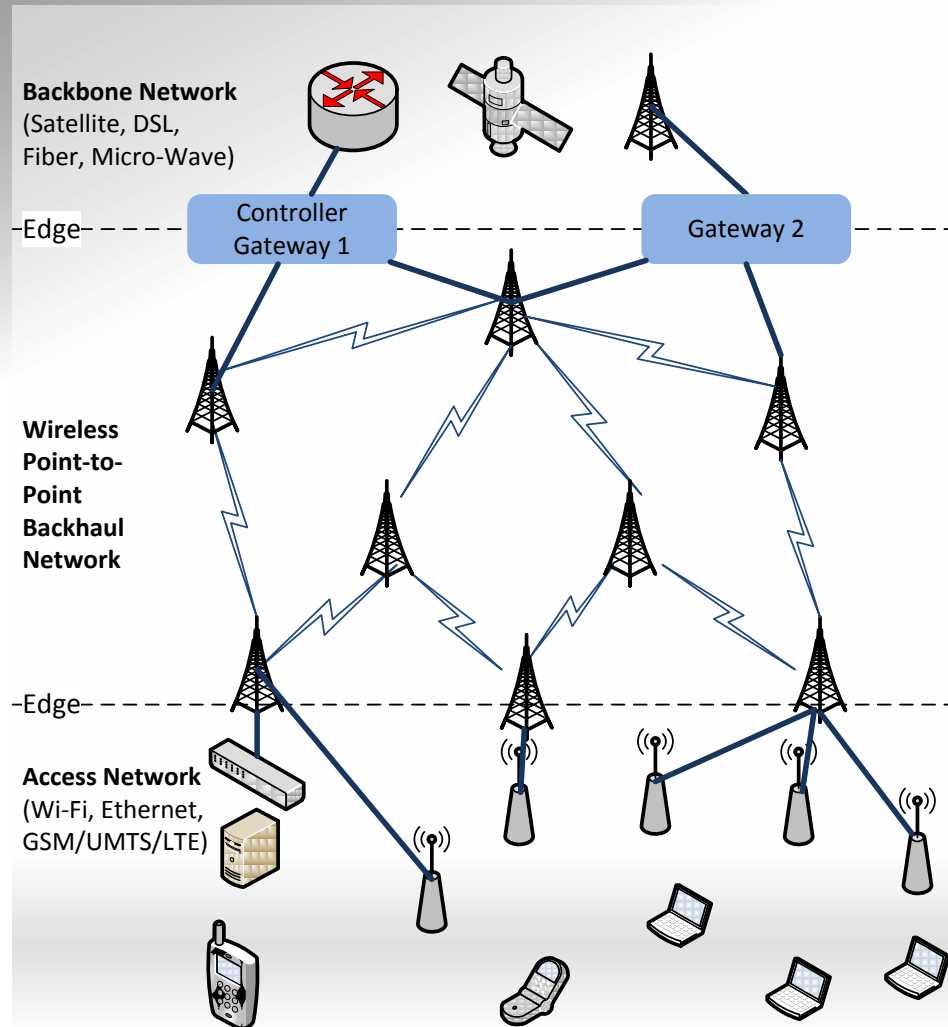 Backbone Network
(Satellite, DSL,
Fiber, Micro-Wave)
Edge
Controller
Gateway 1
Gateway 2
Wireless
Point-to-
Point
Backhaul
Network
Edge
Access Network
(Wi-Fi, Ethernet,
GSM/UMTS/LTE)